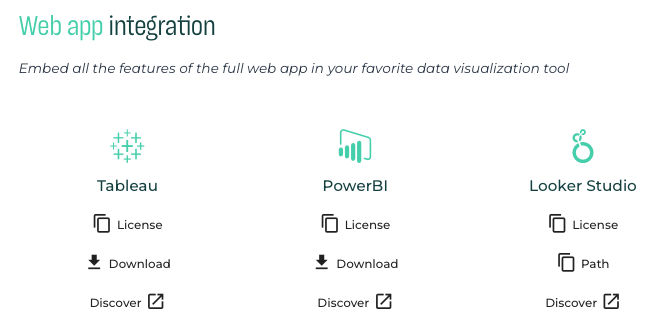 Web app integration
Embed all the features of the full web app in your favorite data visualization tool
Tableau
License
Download
Discover
PowerBI
License
Download
Discover
Looker Studio
License
Path
Discover